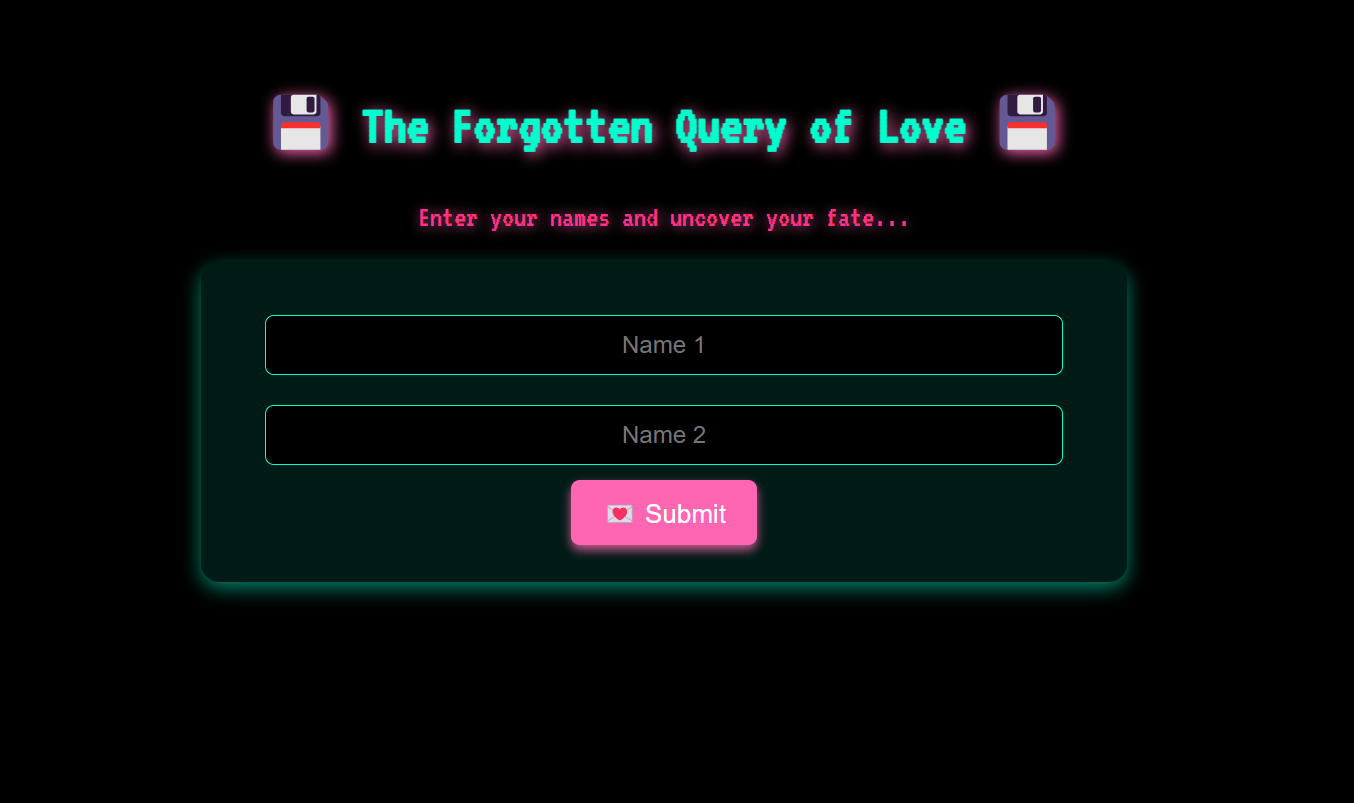 The Forgotten Query of Love
Enter your names and uncover your fate...
Name 1
Name 2
Submit